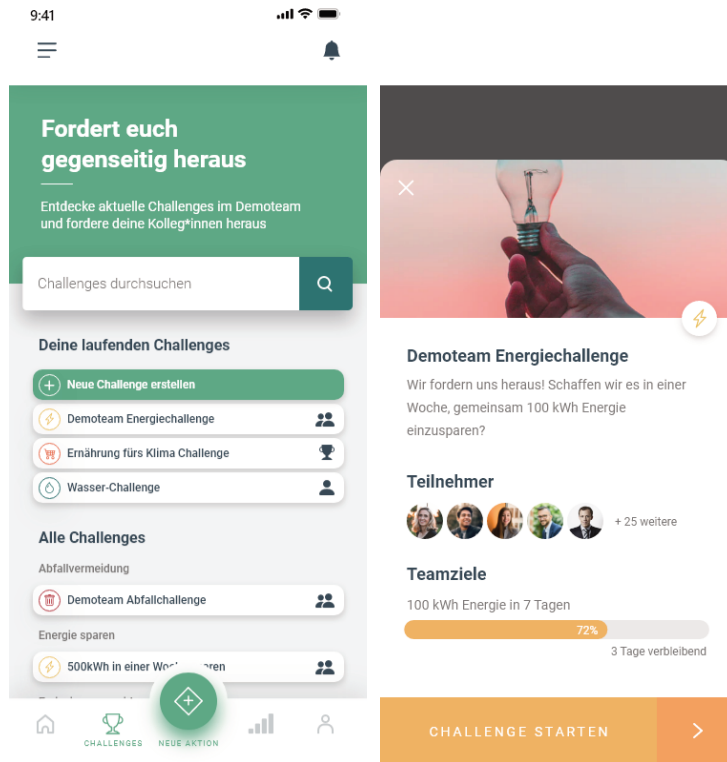 9:41
Fordert euch
gegenseitig heraus
Entdecke aktuelle Challenges im Demoteam
und fordere deine Kolleg*innen heraus
Challenges durchsuchen
Deine laufenden Challenges
Neue Challenge erstellen
Demoteam Energiechallenge
Ernährung fürs Klima Challenge
Wasser-Challenge
Alle Challenges
Abfallvermeidung
Demoteam Abfallchallenge
Energie sparen
500kWh in einer
CHALLENGES
NEUE AKTION
Demoteam Energiechallenge
Wir fordern uns heraus! Schaffen wir es in einer
Woche, gemeinsam 100 kWh Energie
einzusparen?
Teilnehmer
+ 25 weitere
Teamziele
100 kWh Energie in 7 Tagen
72%
3 Tage verbleibend
CHALLENGE STARTEN